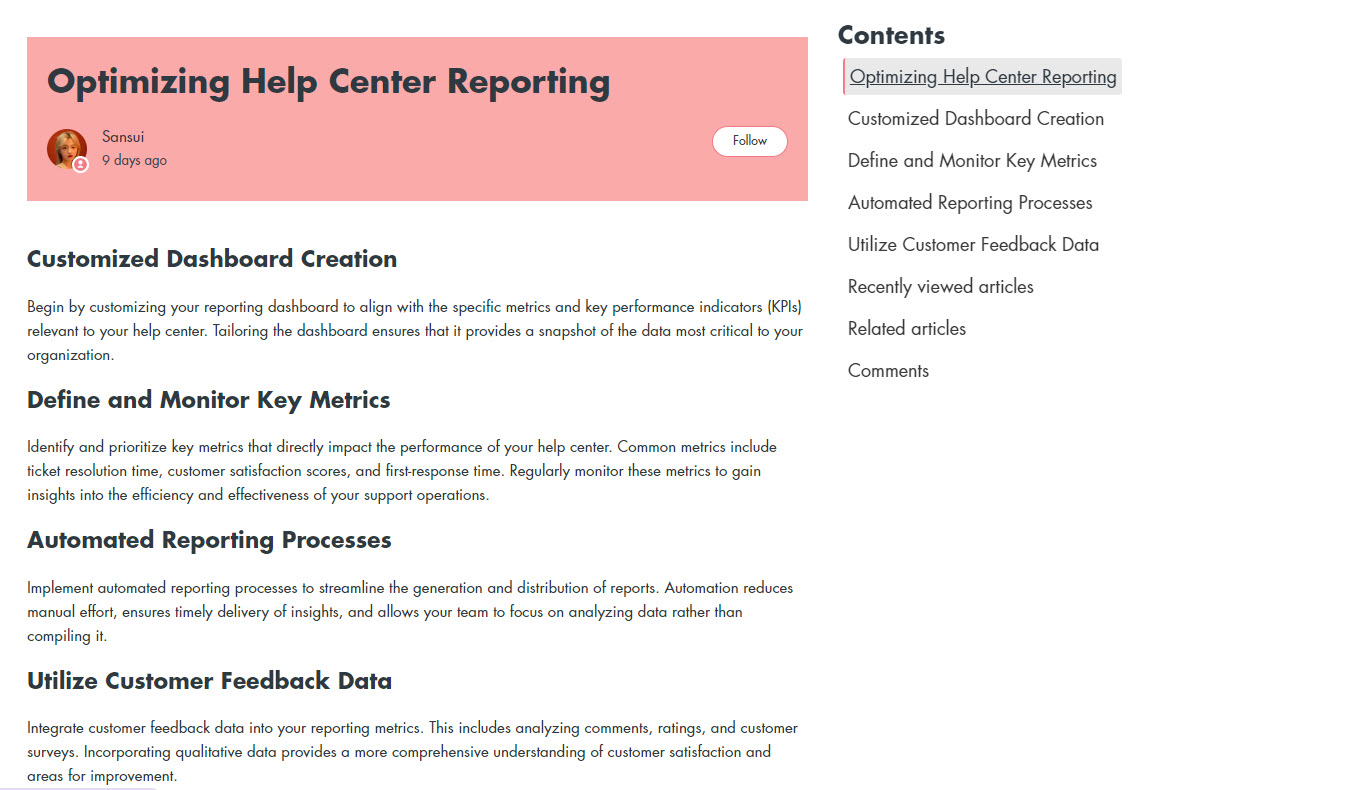 Optimizing Help Center Reporting
Sansui
9 days ago
Follow
Customized Dashboard Creation
Begin by customizing your reporting dashboard to align with the specific metrics and key performance indicators (KPIs)
relevant to your help center. Tailoring the dashboard ensures that it provides a snapshot of the data most critical to your
organization.
Define and Monitor Key Metrics
Identify and prioritize key metrics that directly impact the performance of your help center. Common metrics include
ticket resolution time, customer satisfaction scores, and first-response time. Regularly monitor these metrics to gain
insights into the efficiency and effectiveness of your support operations.
Automated Reporting Processes
Implement automated reporting processes to streamline the generation and distribution of reports. Automation reduces
manual effort, ensures timely delivery of insights, and allows your team to focus on analyzing data rather than
compiling it.
Utilize Customer Feedback Data
Integrate customer feedback data into your reporting metrics. This includes analyzing comments, ratings, and customer
surveys. Incorporating qualitative data provides a more comprehensive understanding of customer satisfaction and
areas for improvement.
Contents
Optimizing Help Center Reporting
Customized Dashboard Creation
Define and Monitor Key Metrics
Automated Reporting Processes
Utilize Customer Feedback Data
Recently viewed articles
Related articles
Comments